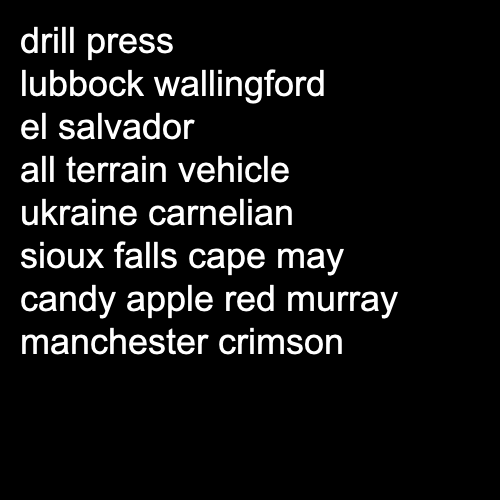 drill press
lubbock wallingford
el salvador
all terrain vehicle
ukraine carnelian
sioux falls cape may
candy apple red murray
manchester crimson